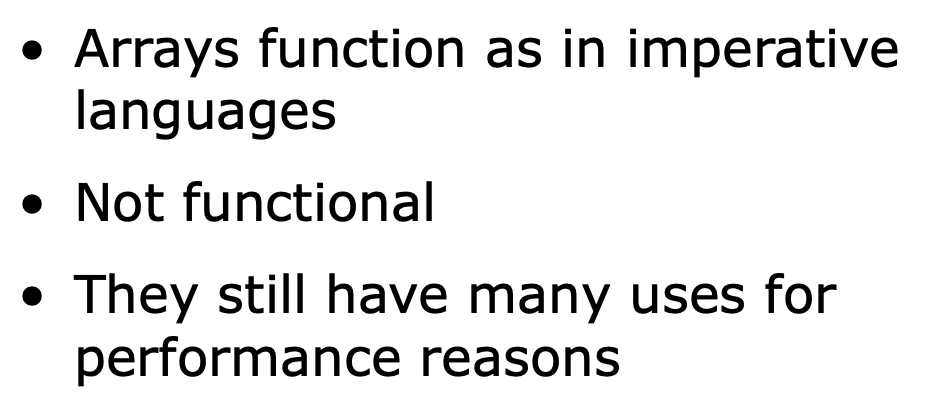 • Arrays function as in imperative
languages
• Not functional
• They still have many uses for
performance reasons